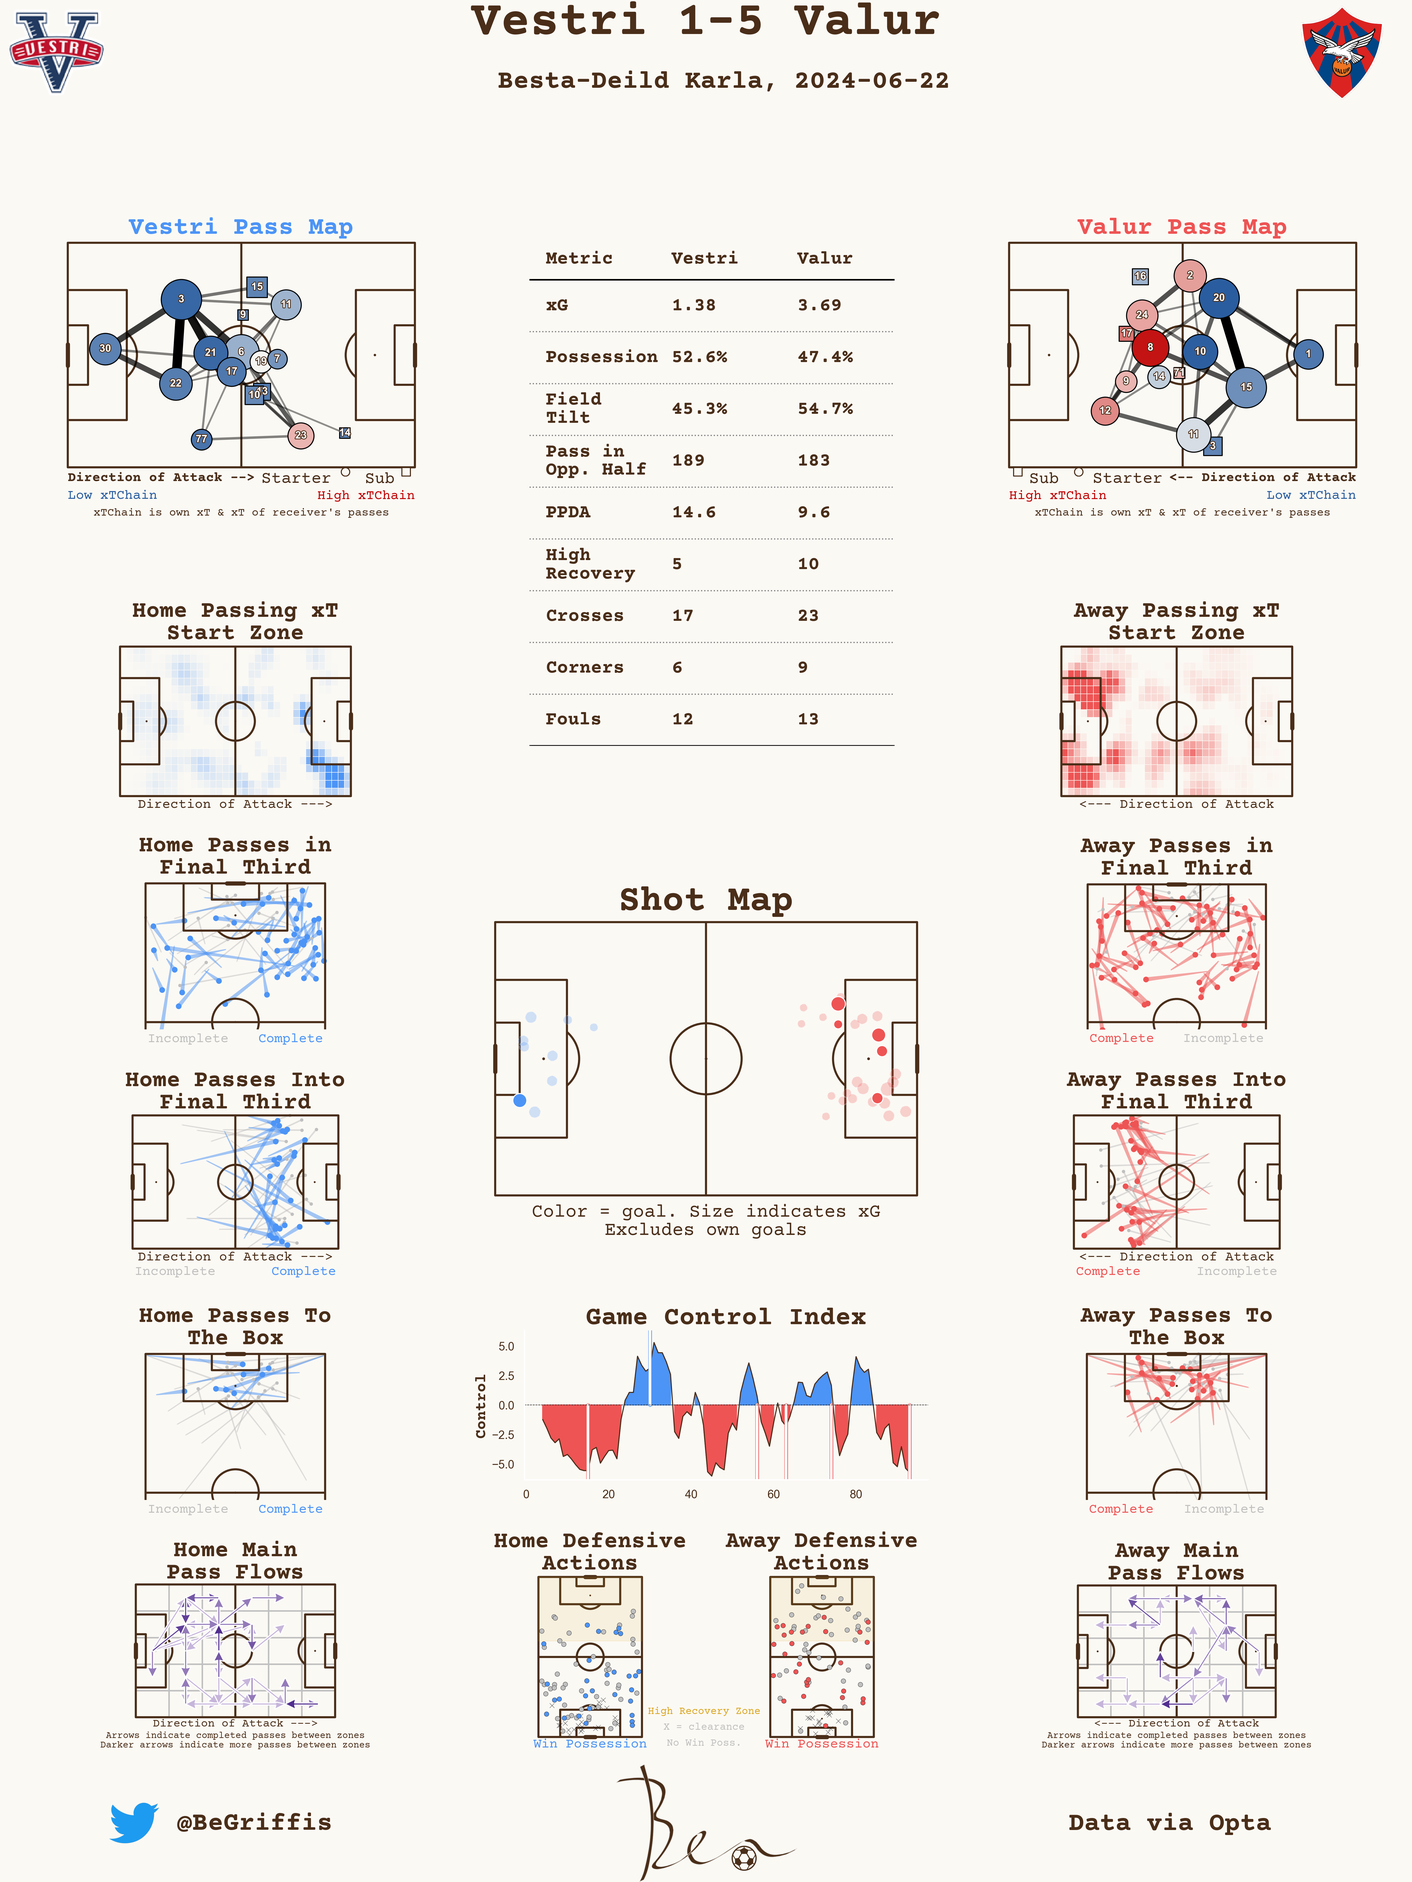 Vestri 1-5 Valur
Besta-Deild Karla, 2024-06-22
VESTRI
VALUR
Vestri Pass Map
3
15
11
9
30
21
6
19
7
17
22
13
10
77
23
14
Direction of Attack --> Starter Sub
Low xTChain High xTChain
xTChain is own xT & xT of receiver's passes
Metric Vestri Valur
xG 1.38 3.69
Possession 52.6% 47.4%
Field
Tilt 45.3% 54.7%
Pass in
Opp. Half 189 183
PPDA 14.6 9.6
High
Recovery 5 10
Crosses 17 23
Corners 6 9
Fouls 12 13
Valur Pass Map
16
2
20
24
17
8
10
1
9
14
71
15
12
11
3
Sub Starter <-- Direction of Attack
High xTChain Low xTChain
xTChain is own xT & xT of receiver's passes
Home Passing xT
Start Zone
Direction of Attack --->
Away Passing xT
Start Zone
<--- Direction of Attack
Home Passes in
Final Third
Incomplete Complete
Away Passes in
Final Third
Complete Incomplete
Shot Map
Color = goal. Size indicates xG
Excludes own goals
Home Passes Into
Final Third
Direction of Attack --->
Incomplete Complete
Away Passes Into
Final Third
<--- Direction of Attack
Complete Incomplete
Home Passes To
The Box
Incomplete Complete
Game Control Index
Control
5.0
2.5
0.0
−2.5
−5.0
0 20 40 60 80
Away Passes To
The Box
Complete Incomplete
Home Main
Pass Flows
Direction of Attack --->
Arrows indicate completed passes between zones
Darker arrows indicate more passes between zones
Home Defensive
Actions
Win Possession
High Recovery Zone
X = clearance
No Win Poss.
Away Defensive
Actions
Win Possession
Away Main
Pass Flows
<--- Direction of Attack
Arrows indicate completed passes between zones
Darker arrows indicate more passes between zones
@BeGriffis
Ben
Data via Opta